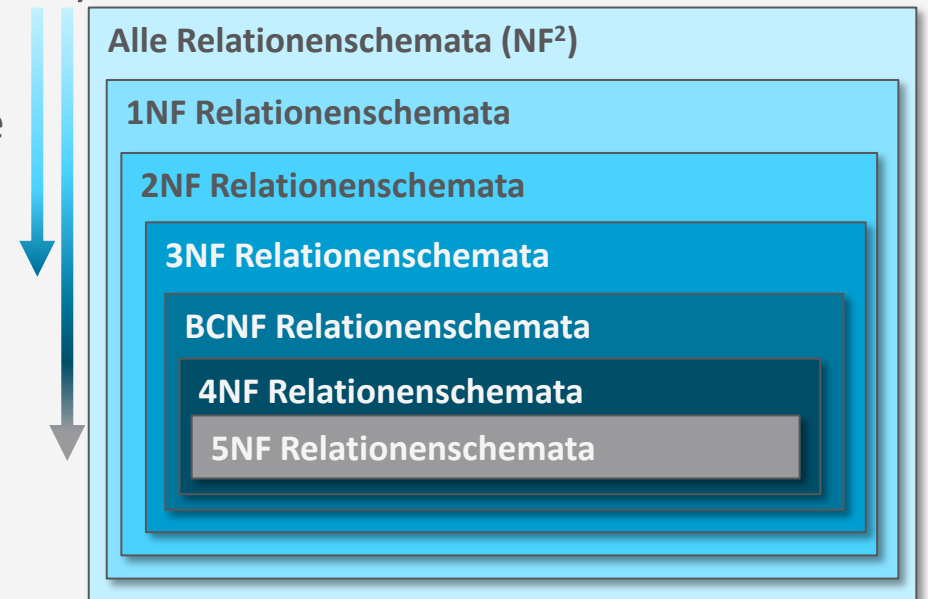 Alle Relationenschemata (NF²)
1NF Relationenschemata
2NF Relationenschemata
3NF Relationenschemata
BCNF Relationenschemata
4NF Relationenschemata
5NF Relationenschemata